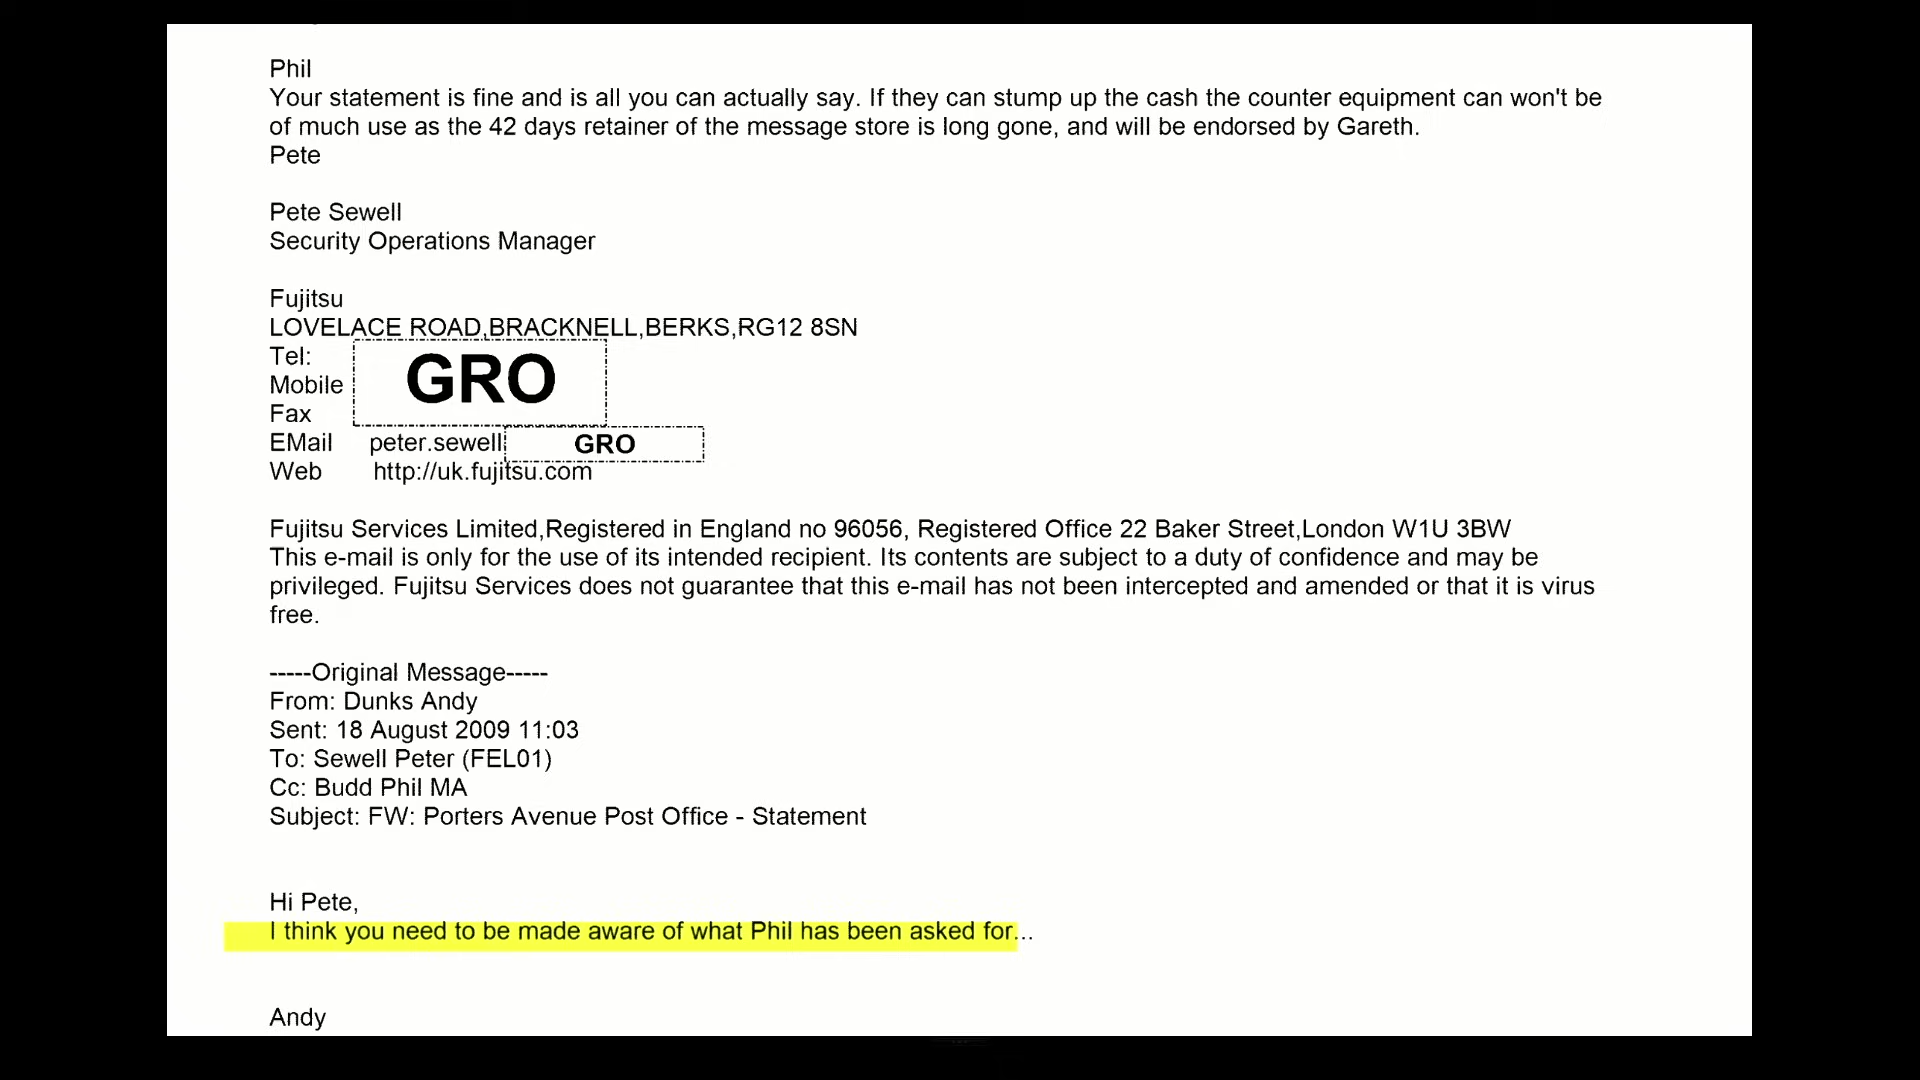 Phil
Your statement is fine and is all you can actually say. If they can stump up the cash the counter equipment can won't be
of much use as the 42 days retainer of the message store is long gone, and will be endorsed by Gareth.
Pete
Pete Sewell
Security Operations Manager
Fujitsu
LOVELACE ROAD,BRACKNELL,BERKS,RG12 8SN
Tel:
Mobile GRO
Fax
EMail peter.sewell GRO
Web http://uk.fujitsu.com
Fujitsu Services Limited,Registered in England no 96056, Registered Office 22 Baker Street,London W1U 3BW
This e-mail is only for the use of its intended recipient. Its contents are subject to a duty of confidence and may be
privileged. Fujitsu Services does not guarantee that this e-mail has not been intercepted and amended or that it is virus
free.
-----Original Message-----
From: Dunks Andy
Sent: 18 August 2009 11:03
To: Sewell Peter (FEL01)
Cc: Budd Phil MA
Subject: FW: Porters Avenue Post Office - Statement
Hi Pete,
I think you need to be made aware of what Phil has been asked for...
Andy